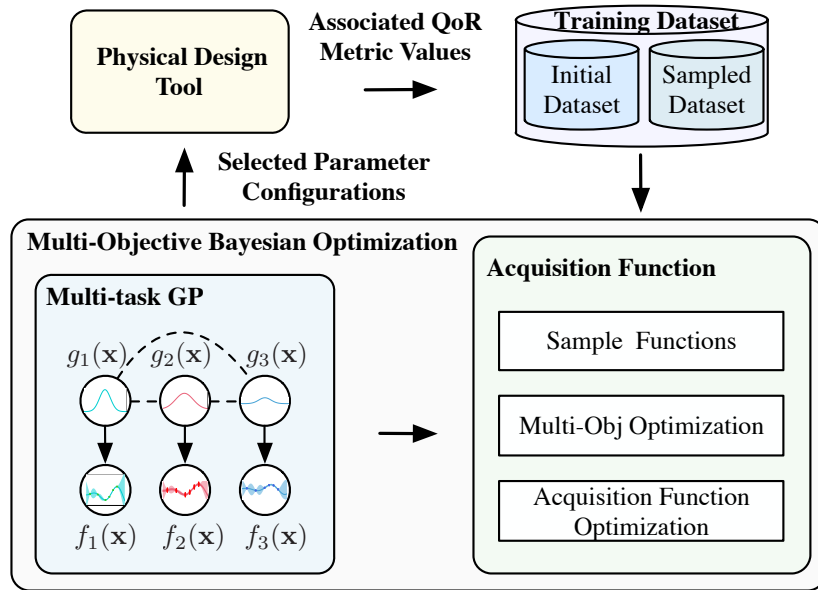 Physical Design
Tool
Associated QoR
Metric Values
Training Dataset
Initial
Dataset
Sampled
Dataset
Selected Parameter
Configurations
Multi-Objective Bayesian Optimization
Multi-task GP
g₁(𝐱) g₂(𝐱) g₃(𝐱)
f₁(𝐱) f₂(𝐱) f₃(𝐱)
Acquisition Function
Sample Functions
Multi-Obj Optimization
Acquisition Function
Optimization